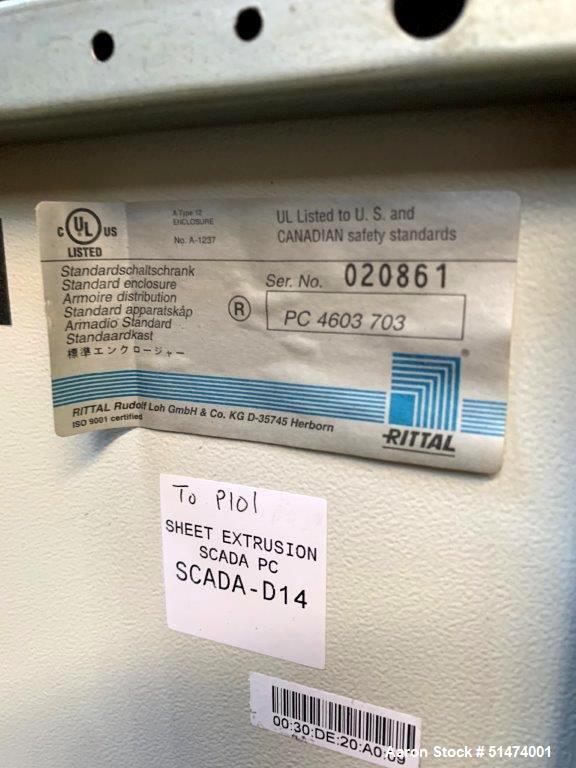 C UL US
LISTED
A Type 12
ENCLOSURE
No. A-1237
UL Listed to U. S. and
CANADIAN safety standards
Standardschaltschrank
Standard enclosure
Armoire distribution
Standard apparatskåp
Armadio Standard
Standaardkast
標準エンクロージャー
Ser. No. 020861
® PC 4603 703
®
RITTAL
RITTAL Rudolf Loh GmbH & Co. KG D-35745 Herborn
ISO 9001 certified
To P101
SHEET EXTRUSION
SCADA PC
SCADA-D14
00:30:DE:20:A0:09
Aaron Stock # 51474001